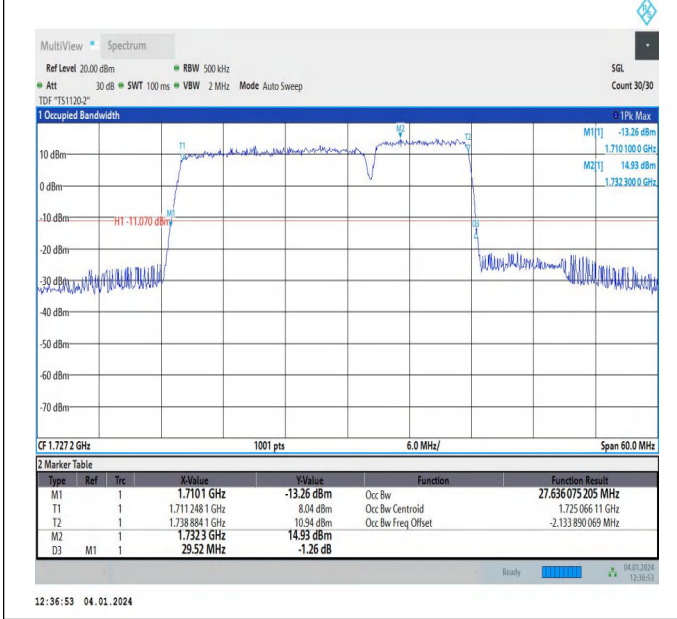 R&S
MultiView Spectrum
Ref Level 20.00 dBm RBW 500 kHz SGL
Att 30 dB SWT 100 ms VBW 2 MHz Mode Auto Sweep Count 30/30
TDF "TS1120-2"
1 Occupied Bandwidth 1Pk Max
M1[1] -13.26 dBm
1.710 100 0 GHz
M2[1] 14.93 dBm
1.732 300 0 GHz
M2
T1
T2
10 dBm
0 dBm
-10 dBm
M1
H1 -11.070 dBm
D3
-20 dBm
-30 dBm
-40 dBm
-50 dBm
-60 dBm
-70 dBm
CF 1.727 2 GHz 1001 pts 6.0 MHz/ Span 60.0 MHz
2 Marker Table
Type Ref Trc X-Value Y-Value Function Function Result
M1 1 1.7101 GHz -13.26 dBm Occ Bw 27.636 075 205 MHz
T1 1 1.711 248 1 GHz 8.04 dBm Occ Bw Centroid 1.725 066 11 GHz
T2 1 1.738 884 1 GHz 10.94 dBm Occ Bw Freq Offset -2.133 890 069 MHz
M2 1 1.732 3 GHz 14.93 dBm
D3 M1 1 29.52 MHz -1.26 dB
Ready 04.01.2024
12:36:53
12:36:53 04.01.2024